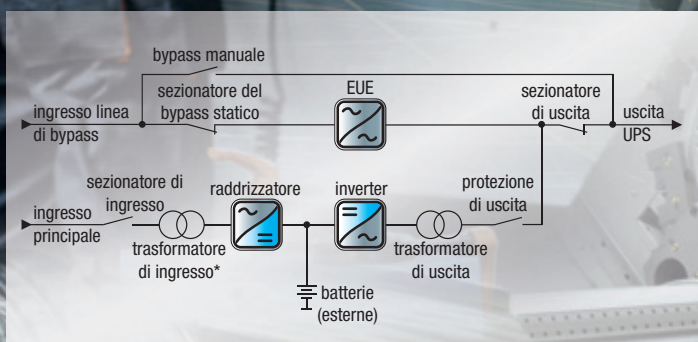 bypass manuale
sezionatore del
bypass statico
EUE
sezionatore
di uscita
ingresso linea
di bypass
uscita
UPS
sezionatore di
ingresso
raddrizzatore
inverter
protezione
di uscita
ingresso
principale
trasformatore
di ingresso*
trasformatore
di uscita
batterie
(esterne)